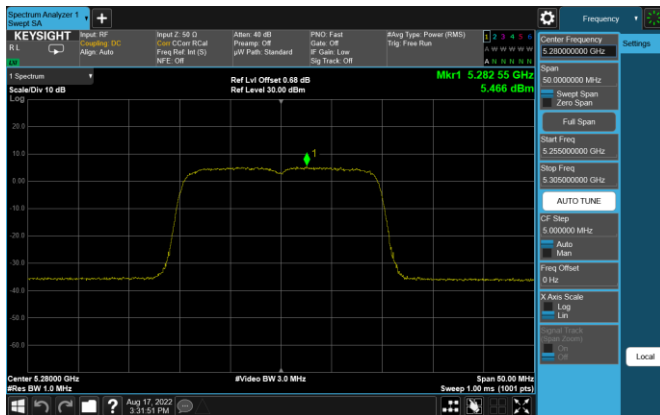 Spectrum Analyzer 1
Swept SA
+
Frequency
KEYSIGHT
R L
Input: RF
Coupling: DC
Align: Auto
Input Z: 50 Ω
Corr CCorr RCal
Freq Ref: Int (S)
NFE: Off
Atten: 40 dB
Preamp: Off
µW Path: Standard
PNO: Fast
Gate: Off
IF Gain: Low
Sig Track: Off
#Avg Type: Power (RMS)
Trig: Free Run
1 2 3 4 5 6
A W W W W W
A N N N N N
1 Spectrum
Scale/Div 10 dB
Log
Ref Lvl Offset 0.68 dB
Ref Level 30.00 dBm
Mkr1 5.282 55 GHz
5.466 dBm
1
20.0
10.0
0.00
-10.0
-20.0
-30.0
-40.0
-50.0
-60.0
Center 5.28000 GHz
#Res BW 1.0 MHz
#Video BW 3.0 MHz
Span 50.00 MHz
Sweep 1.00 ms (1001 pts)
Aug 17, 2022
3:31:51 PM
?
Center Frequency
5.280000000 GHz
Settings
Span
50.0000000 MHz
Swept Span
Zero Span
Full Span
Start Freq
5.255000000 GHz
Stop Freq
5.305000000 GHz
AUTO TUNE
CF Step
5.000000 MHz
Auto
Man
Freq Offset
0 Hz
X Axis Scale
Log
Lin
Signal Track
(Span Zoom)
On
Off
Local